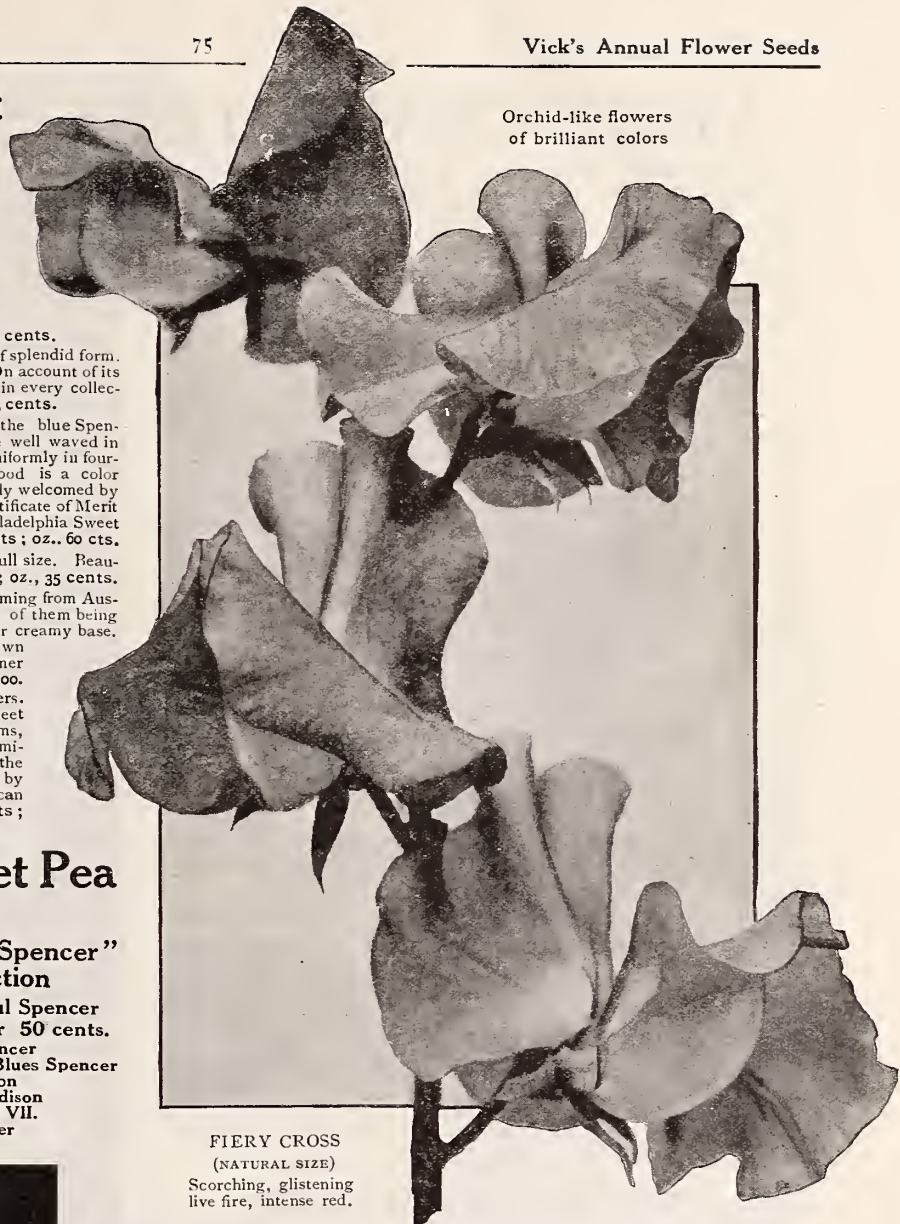 75
Vick's Annual Flower Seeds
Orchid-like flowers
of brilliant colors
cents.
f splendid form.
On account of its
in every collec-
cents.
the blue Spen-
well waved in
niformly in four-
ood is a color
ly welcomed by
tificate of Merit
ladelphia Sweet
ts ; oz.. 60 cts.
ull size. Beau-
; oz., 35 cents.
ming from Aus-
of them being
r creamy base.
wn
ner
oo.
ers.
eet
ms,
mi-
the
by
can
ts ;
et Pea
Spencer”
ction
al Spencer
r 50 cents.
ncer
Blues Spencer
on
dison
VII.
er
FIERY CROSS
(NATURAL SIZE)
Scorching, glistening
live fire, intense red.